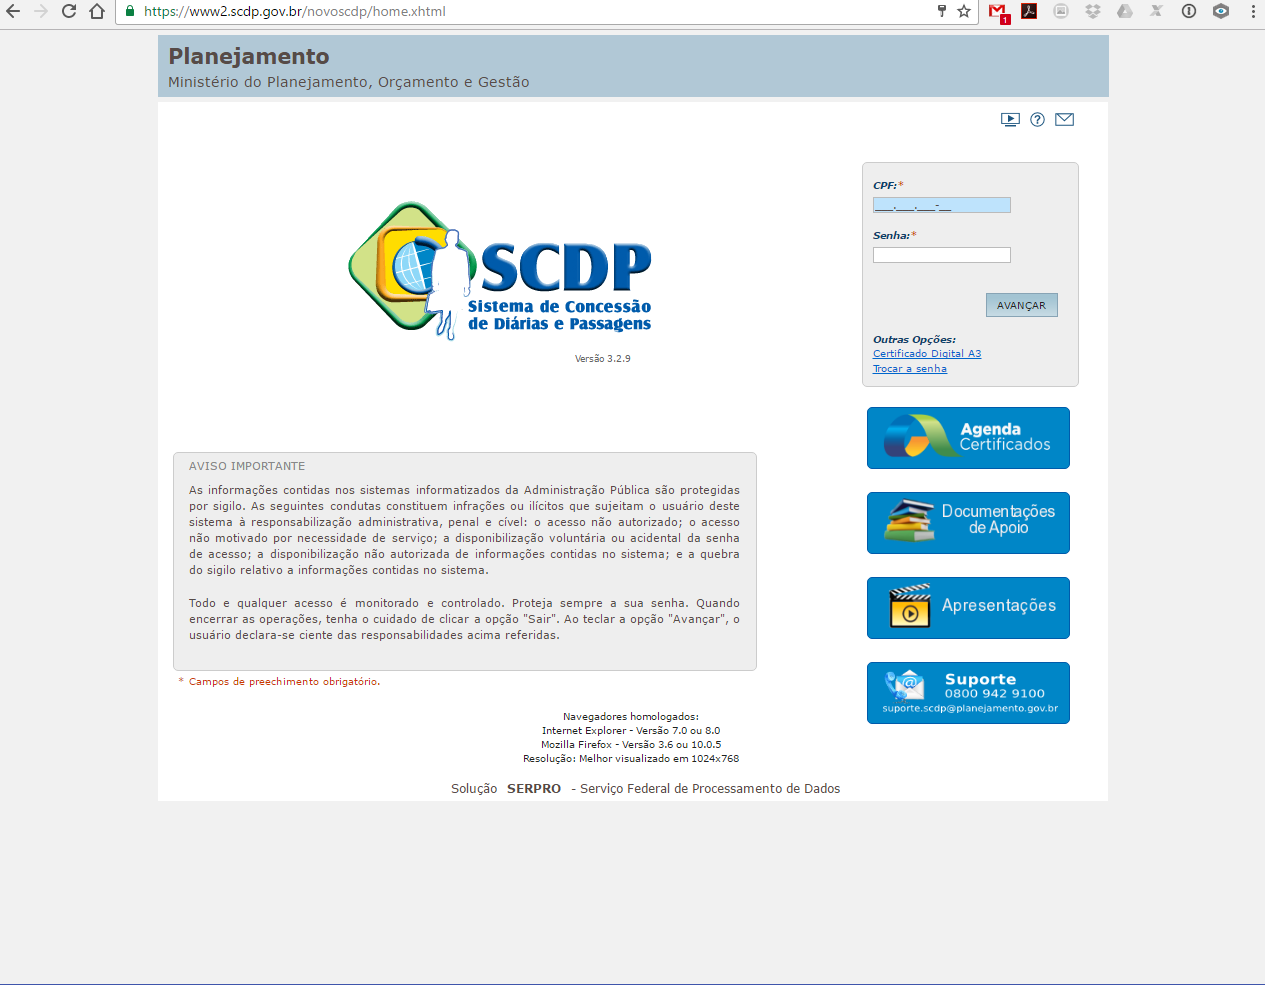 https://www2.scdp.gov.br/novoscdp/home.xhtml
1
Planejamento
Ministério do Planejamento, Orçamento e Gestão
CPF:*
___.___.___-__
Senha:*
AVANÇAR
Outras Opções:
Certificado Digital A3
Trocar a senha
SCDP
Sistema de Concessão
de Diárias e Passagens
Versão 3.2.9
Agenda
Certificados
Documentações
de Apoio
Apresentações
Suporte
0800 942 9100
suporte.scdp@planejamento.gov.br
AVISO IMPORTANTE
As informações contidas nos sistemas informatizados da Administração Pública são protegidas
por sigilo. As seguintes condutas constituem infrações ou ilícitos que sujeitam o usuário deste
sistema à responsabilização administrativa, penal e cível: o acesso não autorizado; o acesso
não motivado por necessidade de serviço; a disponibilização voluntária ou acidental da senha
de acesso; a disponibilização não autorizada de informações contidas no sistema; e a quebra
do sigilo relativo a informações contidas no sistema.
Todo e qualquer acesso é monitorado e controlado. Proteja sempre a sua senha. Quando
encerrar as operações, tenha o cuidado de clicar a opção "Sair". Ao teclar a opção "Avançar", o
usuário declara-se ciente das responsabilidades acima referidas.
* Campos de preechimento obrigatório.
Navegadores homologados:
Internet Explorer - Versão 7.0 ou 8.0
Mozilla Firefox - Versão 3.6 ou 10.0.5
Resolução: Melhor visualizado em 1024x768
Solução SERPRO - Serviço Federal de Processamento de Dados